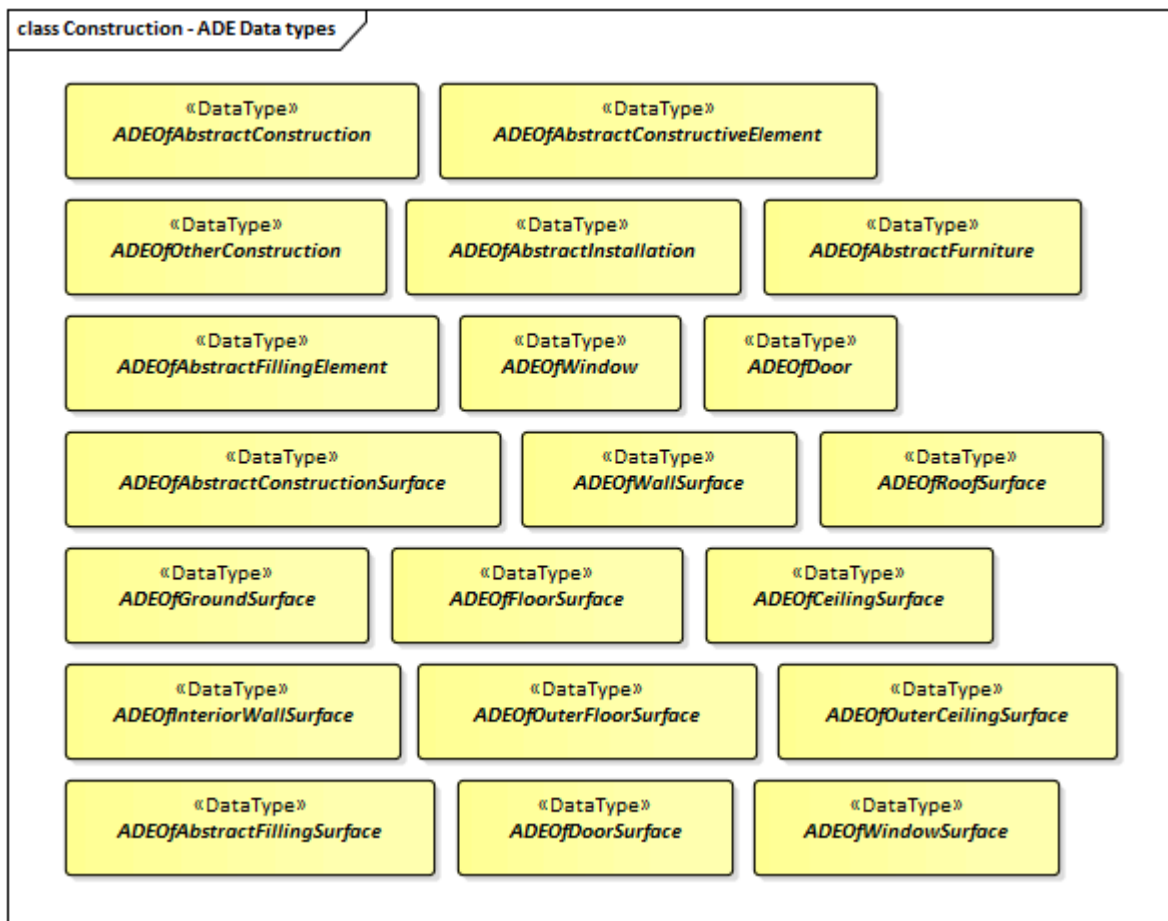 class Construction - ADE Data types
«DataType»
ADEOfAbstractConstruction
«DataType»
ADEOfAbstractConstructiveElement
«DataType»
ADEOfOtherConstruction
«DataType»
ADEOfAbstractInstallation
«DataType»
ADEOfAbstractFurniture
«DataType»
ADEOfAbstractFillingElement
«DataType»
ADEOfWindow
«DataType»
ADEOfDoor
«DataType»
ADEOfAbstractConstructionSurface
«DataType»
ADEOfWallSurface
«DataType»
ADEOfRoofSurface
«DataType»
ADEOfGroundSurface
«DataType»
ADEOfFloorSurface
«DataType»
ADEOfCeilingSurface
«DataType»
ADEOfInteriorWallSurface
«DataType»
ADEOfOuterFloorSurface
«DataType»
ADEOfOuterCeilingSurface
«DataType»
ADEOfAbstractFillingSurface
«DataType»
ADEOfDoorSurface
«DataType»
ADEOfWindowSurface